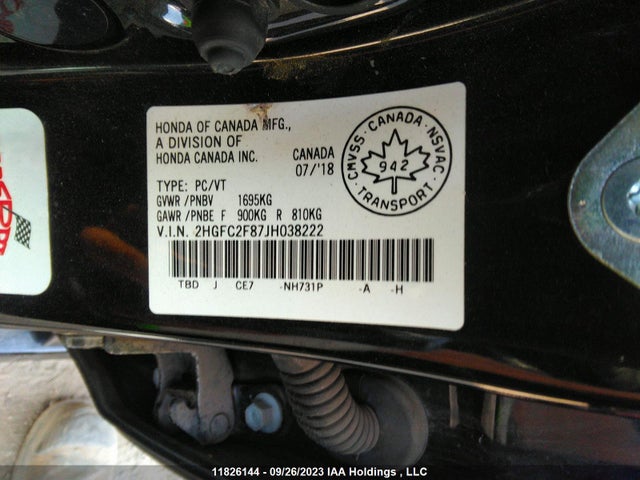 HONDA OF CANADA MFG.,
A DIVISION OF
HONDA CANADA INC.
CANADA
07/'18
TYPE: PC/VT
GVWR /PNBV 1695KG
GAWR /PNBE F 900KG R 810KG
V.I.N. 2HGFC2F87JH038222
TBD J CE7 -NH731P -A -H
CMVSS · CANADA · NSVAC
942
TRANSPORT
11826144 - 09/26/2023 IAA Holdings , LLC